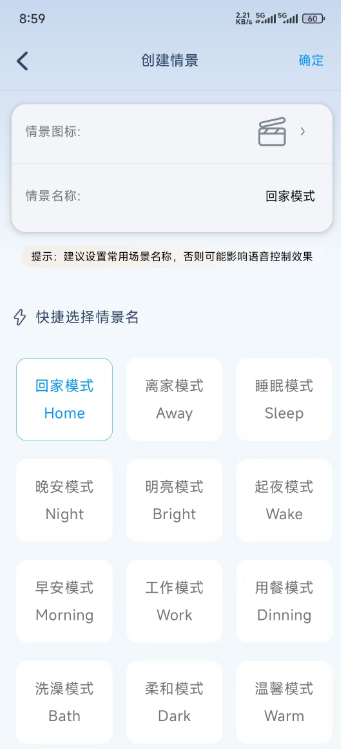 8:59
2.21 KB/s 5G 5G 60
创建情景
确定
情景图标:
情景名称:
回家模式
提示：建议设置常用场景名称，否则可能影响语音控制效果
快捷选择情景名
回家模式 离家模式 睡眠模式
Home Away Sleep
晚安模式 明亮模式 起夜模式
Night Bright Wake
早安模式 工作模式 用餐模式
Morning Work Dinning
洗澡模式 柔和模式 温馨模式
Bath Dark Warm